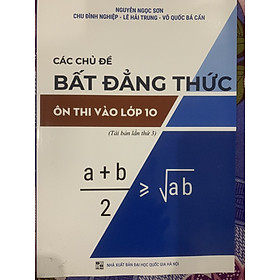 NGUYỄN NGỌC SƠN
CHU ĐÌNH NGHIỆP - LÊ HẢI TRUNG - VÕ QUỐC BÁ CẨN
CÁC CHỦ ĐỀ
BẤT ĐẲNG THỨC
ÔN THI VÀO LỚP 10
(Tái bản lần thứ 3)
a + b
2
≥ √ab
NHÀ XUẤT BẢN ĐẠI HỌC QUỐC GIA HÀ NỘI